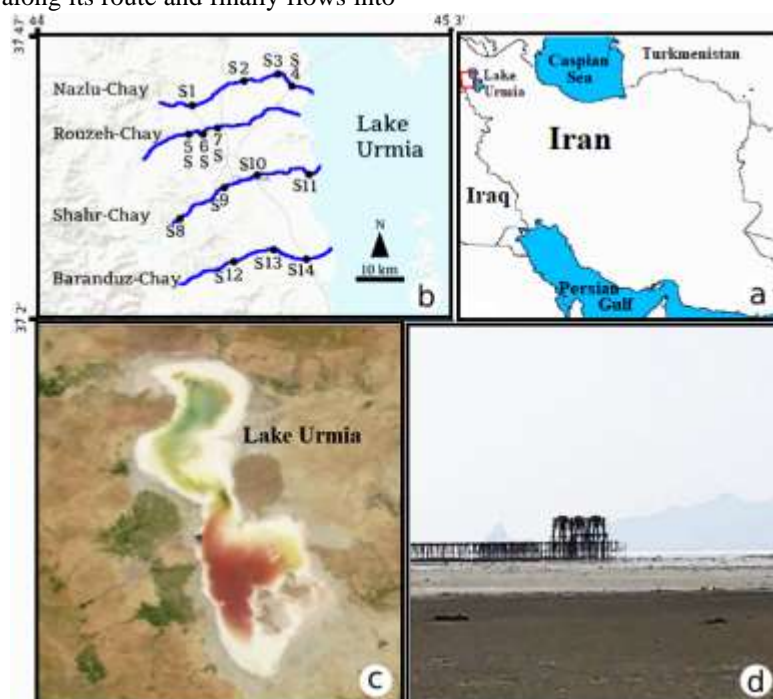 along its route and finally flows into
44
45 3'
37 47'
37 2'
S1
S2
S3
S
4
Nazlu-Chay
Rouzeh-Chay
5
S
6
S
7
S
Lake
Urmia
S10
S11
S9
Shahr-Chay
S8
N
10 km
Baranduz-Chay
S12
S13
S14
b
Caspian
Sea
Turkmenistan
Lake
Urmia
Iran
Iraq
Persian
Gulf
a
Lake Urmia
c
d